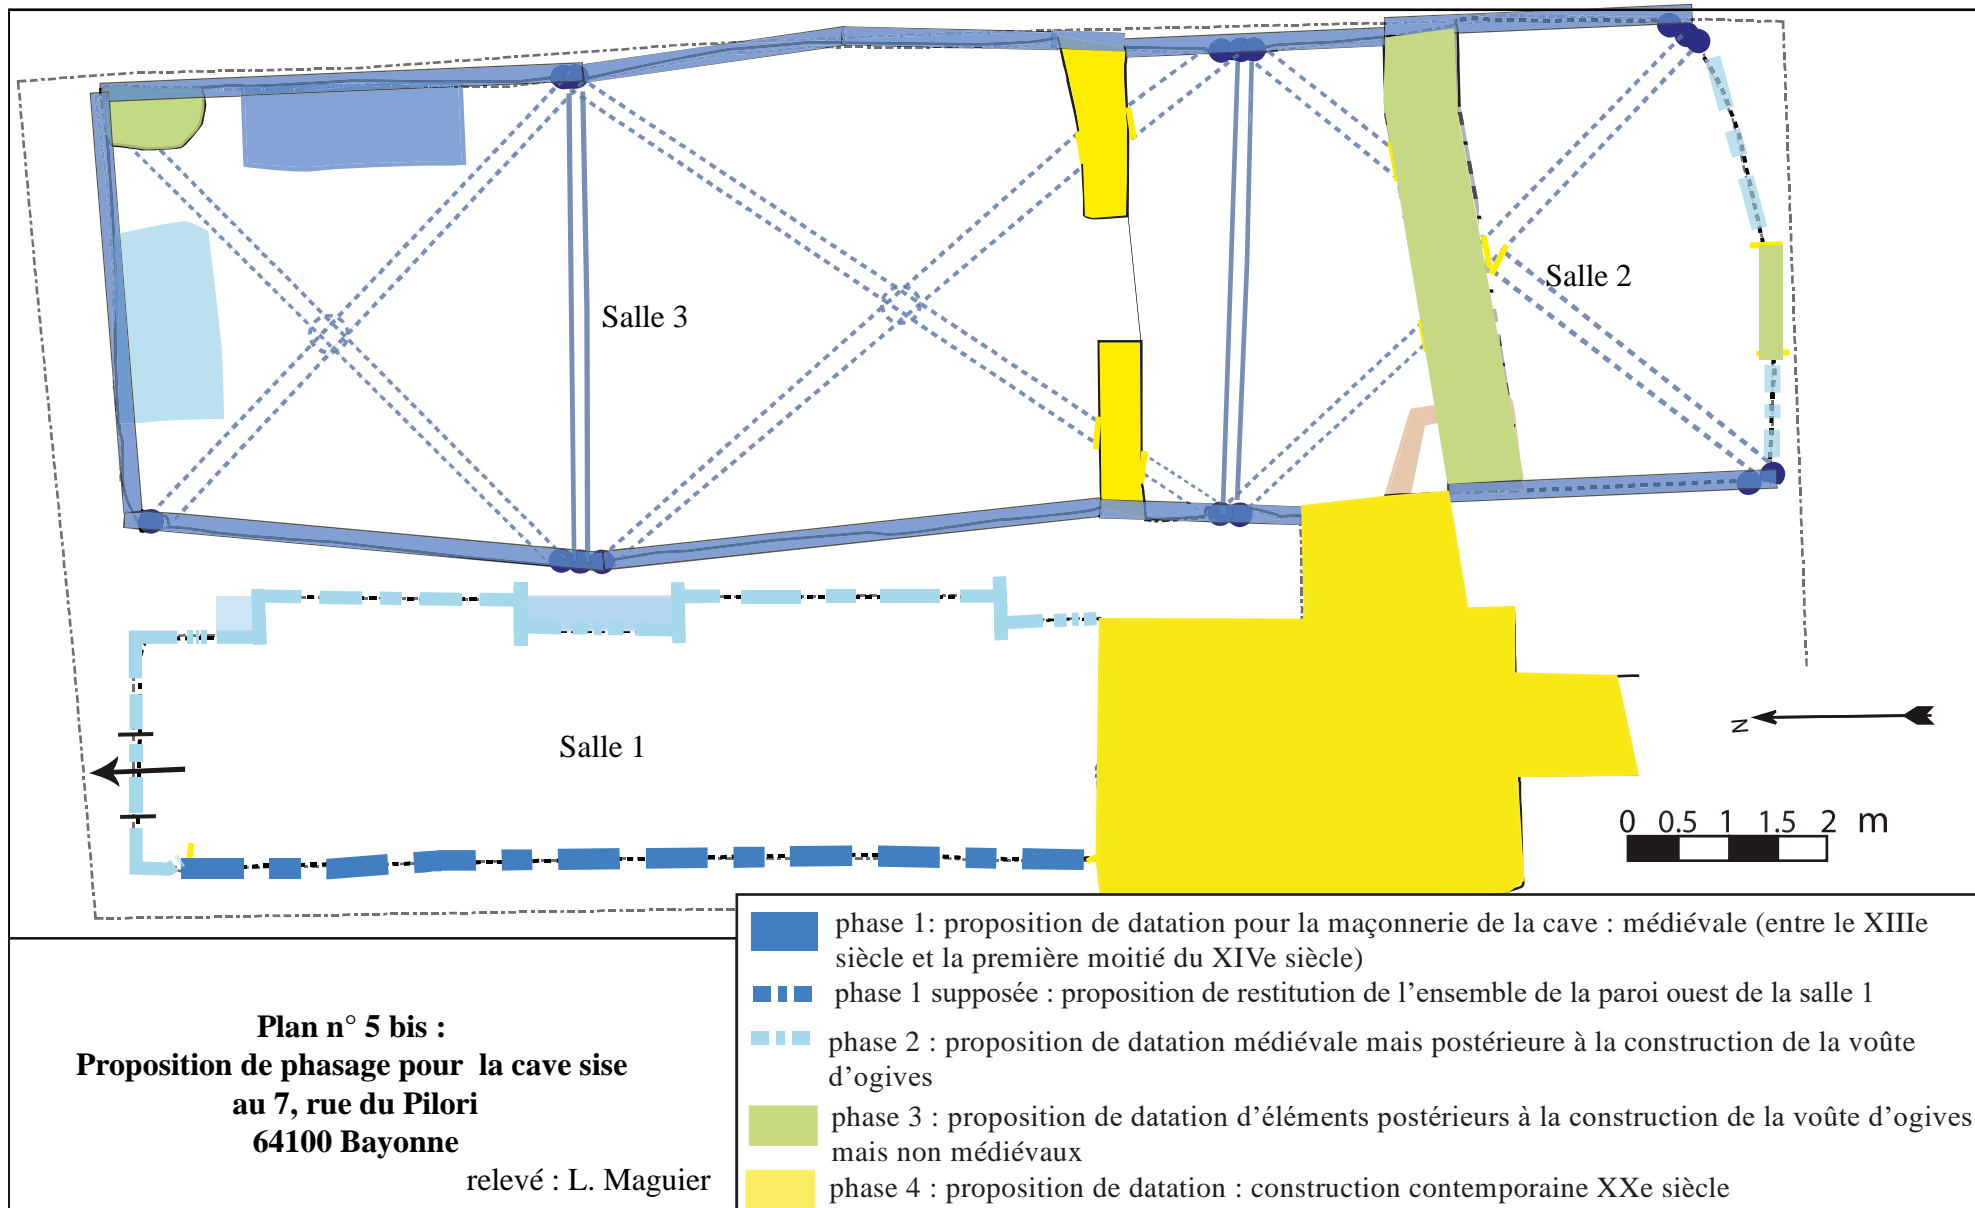 Salle 2
Salle 3
Salle 1
N
0 0.5 1 1.5 2 m
phase 1: proposition de datation pour la maçonnerie de la cave : médiévale (entre le XIIIe
siècle et la première moitié du XIVe siècle)
phase 1 supposée : proposition de restitution de l’ensemble de la paroi ouest de la salle 1
phase 2 : proposition de datation médiévale mais postérieure à la construction de la voûte
d’ogives
phase 3 : proposition de datation d’éléments postérieurs à la construction de la voûte d’ogives
mais non médiévaux
phase 4 : proposition de datation : construction contemporaine XXe siècle
Plan n° 5 bis :
Proposition de phasage pour la cave sise
au 7, rue du Pilori
64100 Bayonne
relevé : L. Maguier